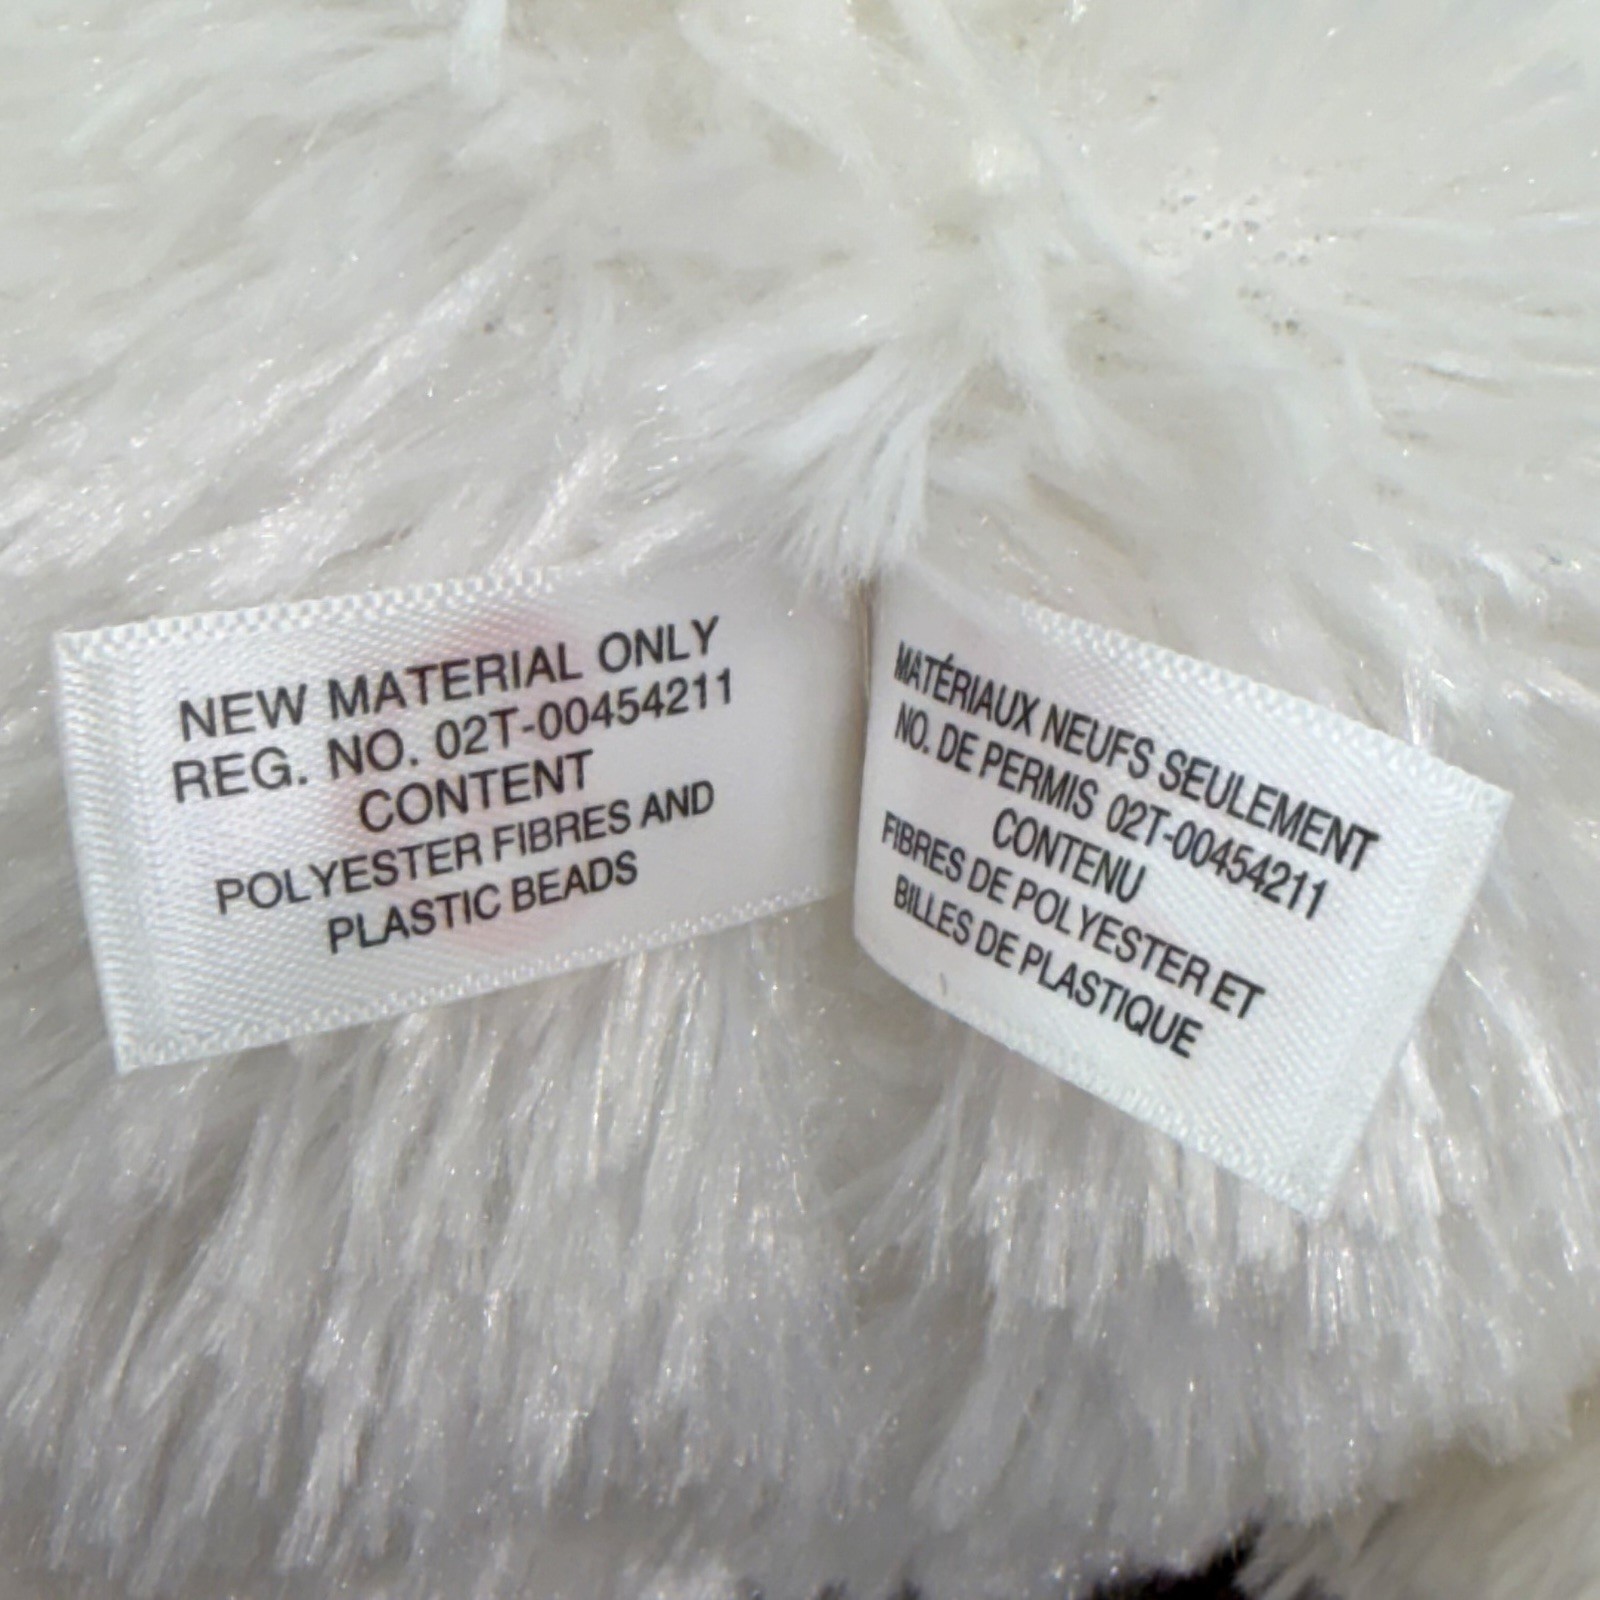 NEW MATERIAL ONLY
REG. NO. 02T-00454211
CONTENT
POLYESTER FIBRES AND
PLASTIC BEADS
MATÉRIAUX NEUFS SEULEMENT
NO. DE PERMIS 02T-00454211
CONTENU
FIBRES DE POLYESTER ET
BILLES DE PLASTIQUE